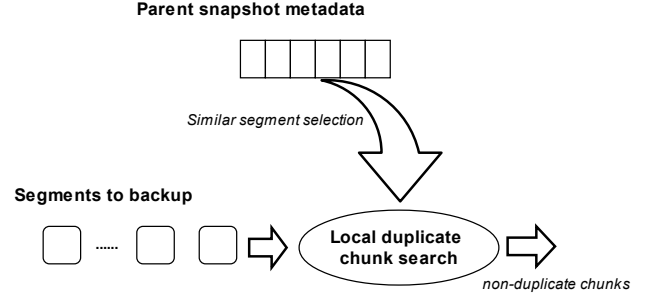 Parent snapshot metadata
Similar segment selection
Segments to backup
......
Local duplicate
chunk search
non-duplicate chunks